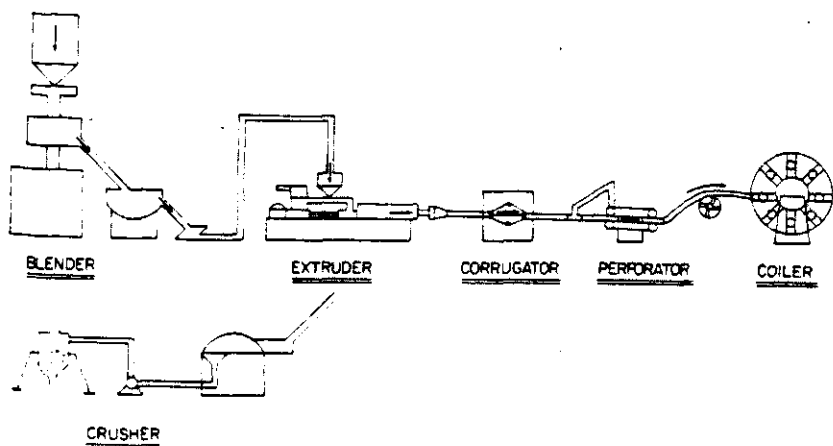 BLENDER
EXTRUDER
CORRUGATOR
PERFORATOR
COILER
CRUSHER